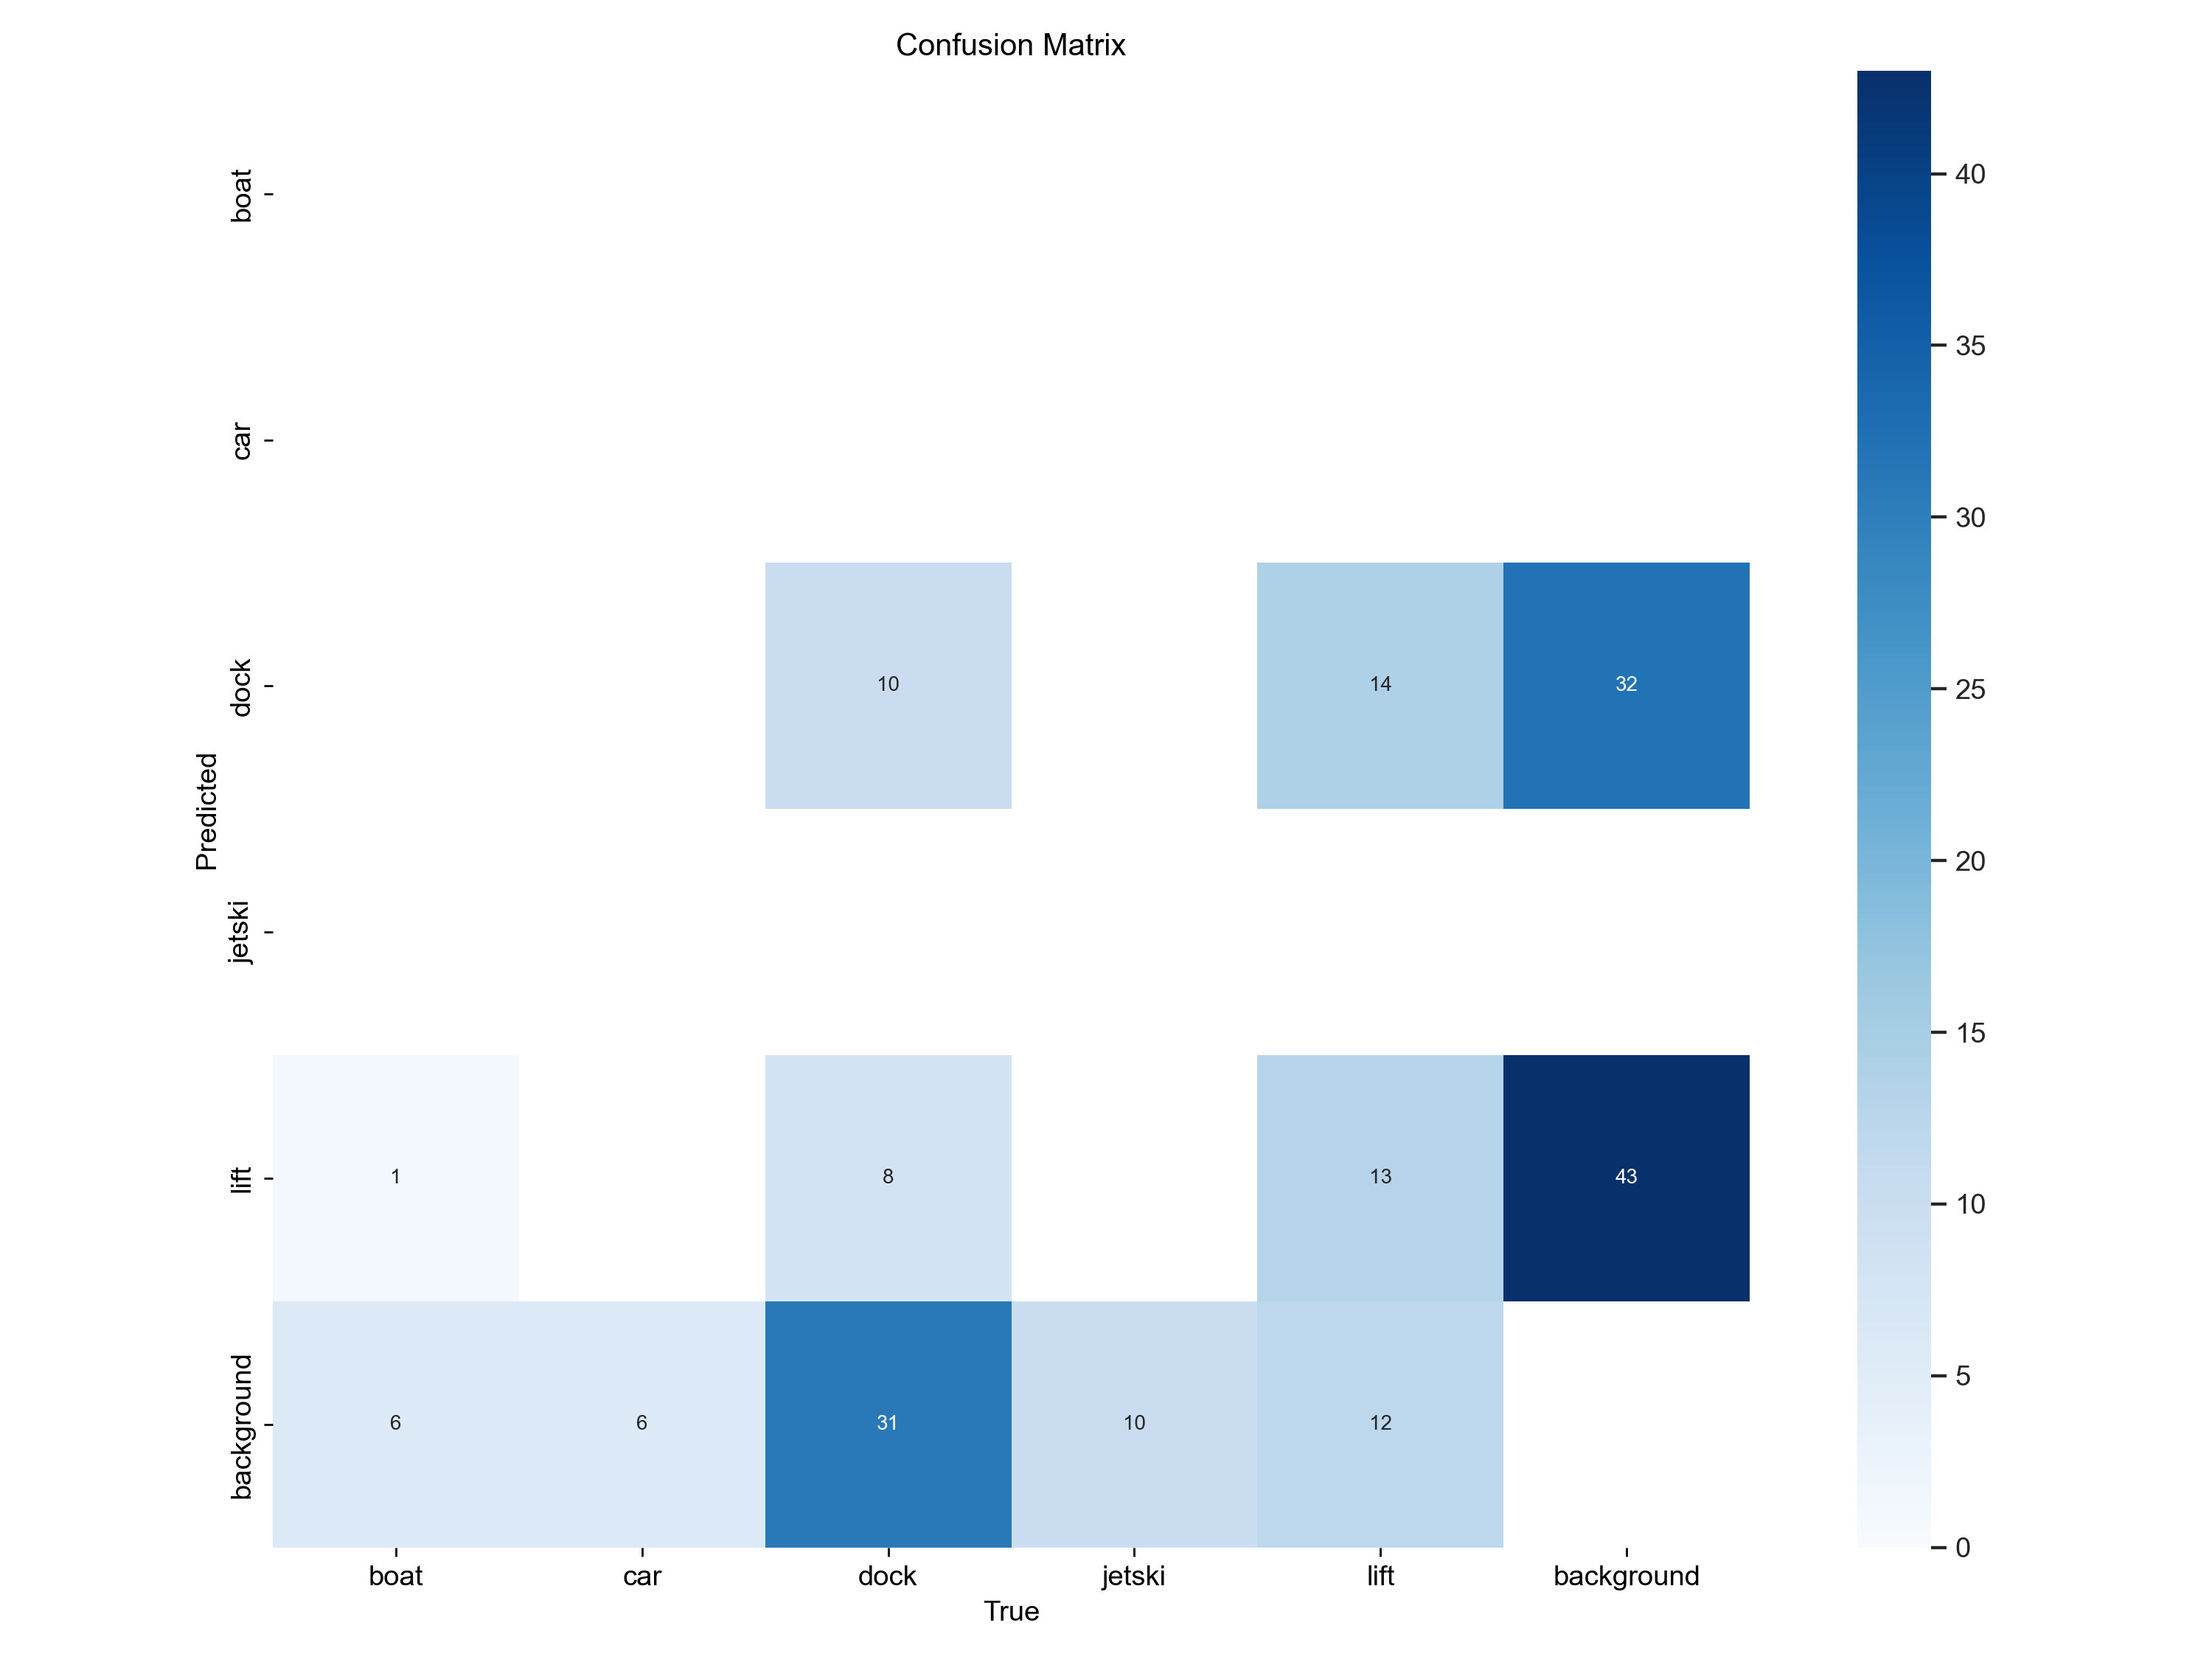 Confusion Matrix
boat
car
dock
jetski
lift
background
Predicted
10 14 32
1 8 13 43
6 6 31 10 12
boat car dock jetski lift background
True
40
35
30
25
20
15
10
5
0